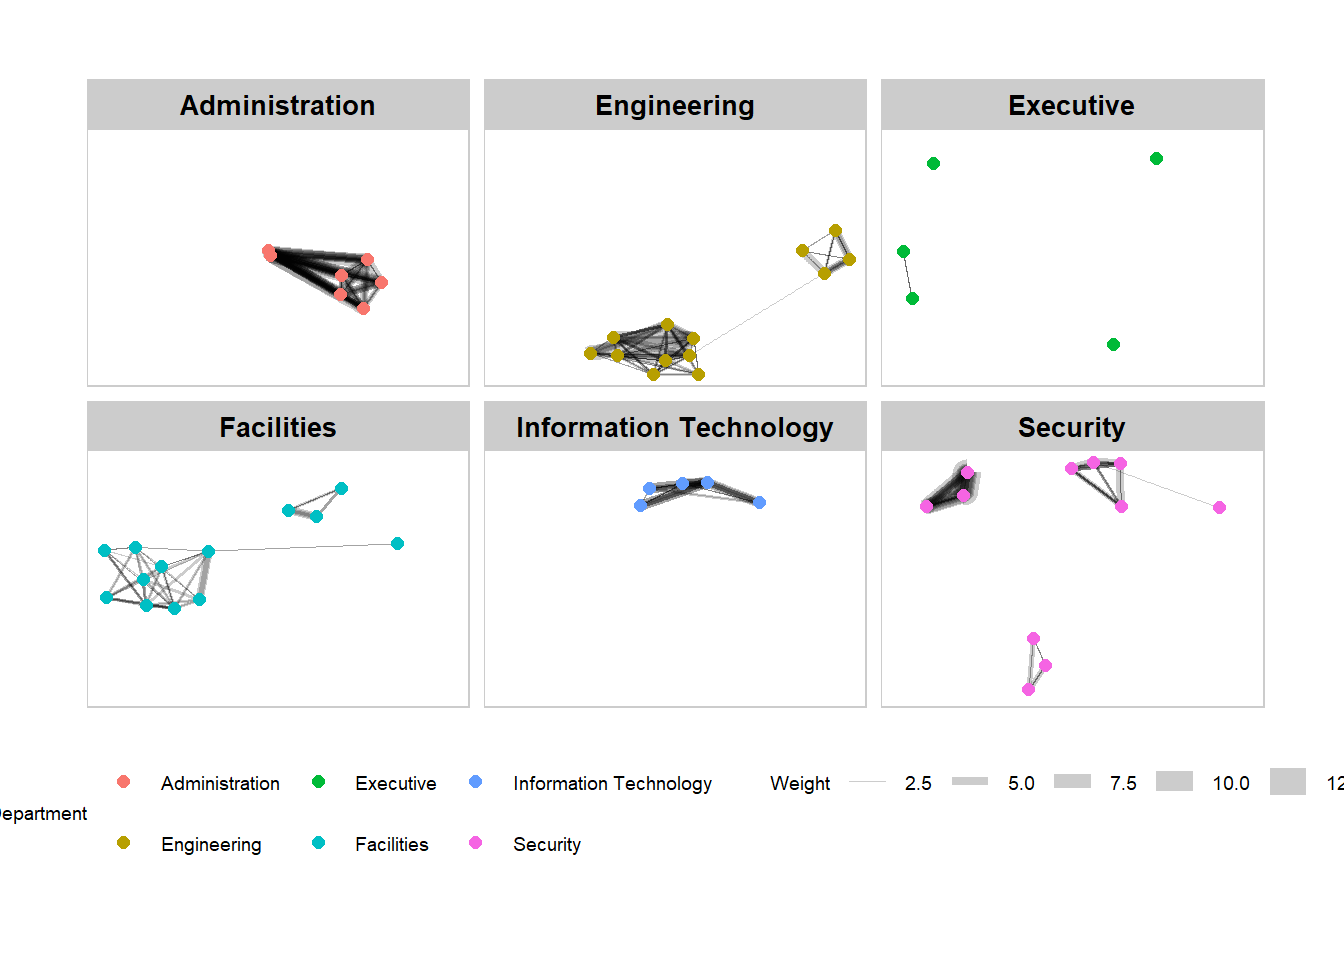 Administration Engineering Executive
Facilities Information Technology Security
Administration Executive Information Technology Weight 2.5 5.0 7.5 10.0
Engineering Facilities Security